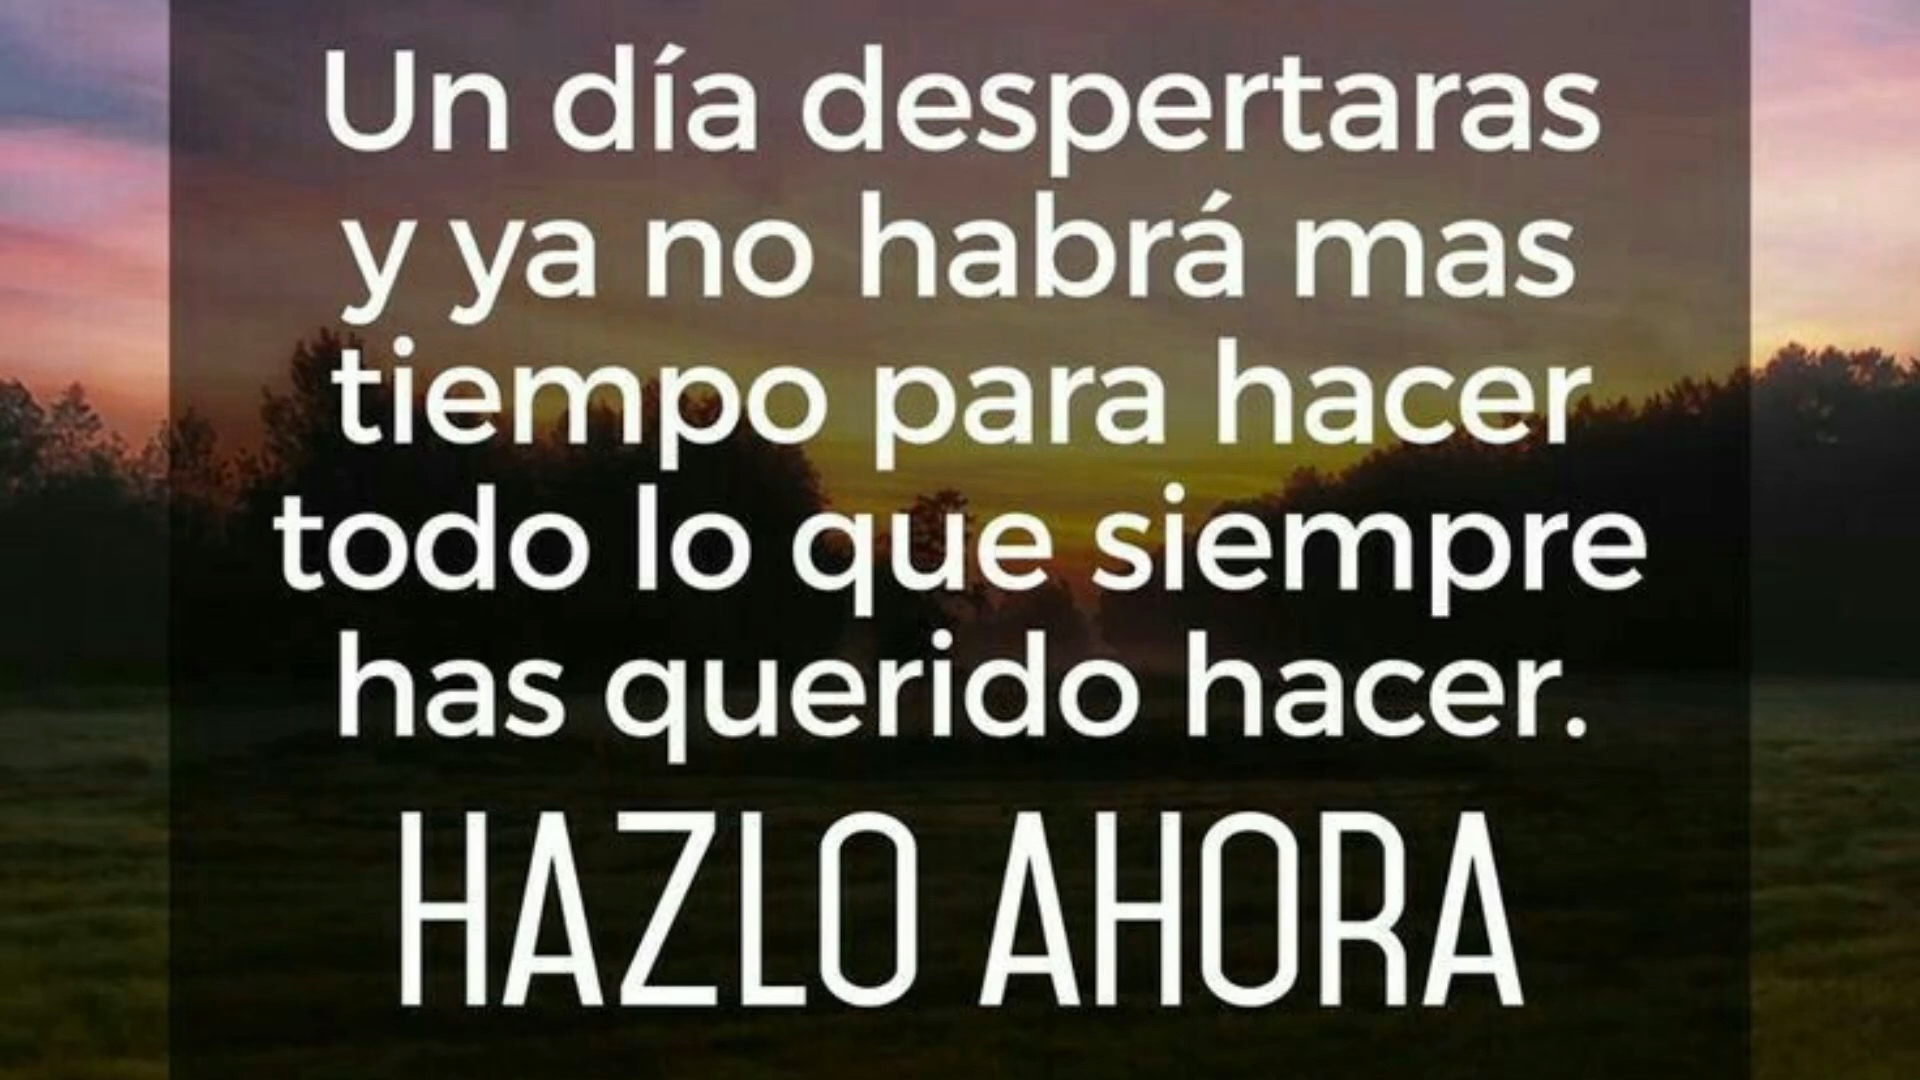 Un día despertaras
y ya no habrá mas
tiempo para hacer
todo lo que siempre
has querido hacer.
HAZLO AHORA